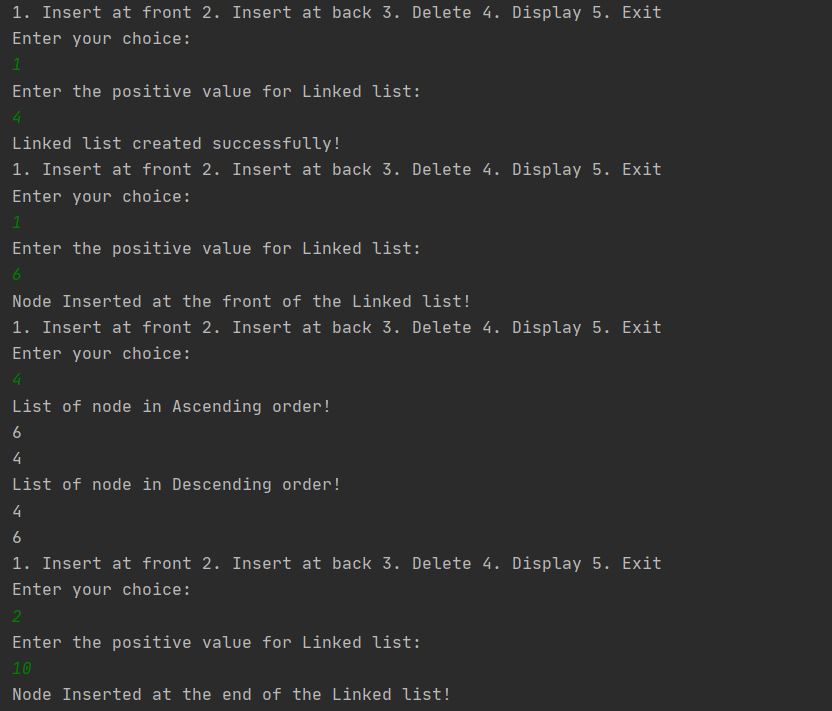 1. Insert at front 2. Insert at back 3. Delete 4. Display 5. Exit
Enter your choice:
1
Enter the positive value for Linked list:
4
Linked list created successfully!
1. Insert at front 2. Insert at back 3. Delete 4. Display 5. Exit
Enter your choice:
1
Enter the positive value for Linked list:
6
Node Inserted at the front of the Linked list!
1. Insert at front 2. Insert at back 3. Delete 4. Display 5. Exit
Enter your choice:
4
List of node in Ascending order!
6
4
List of node in Descending order!
4
6
1. Insert at front 2. Insert at back 3. Delete 4. Display 5. Exit
Enter your choice:
2
Enter the positive value for Linked list:
10
Node Inserted at the end of the Linked list!